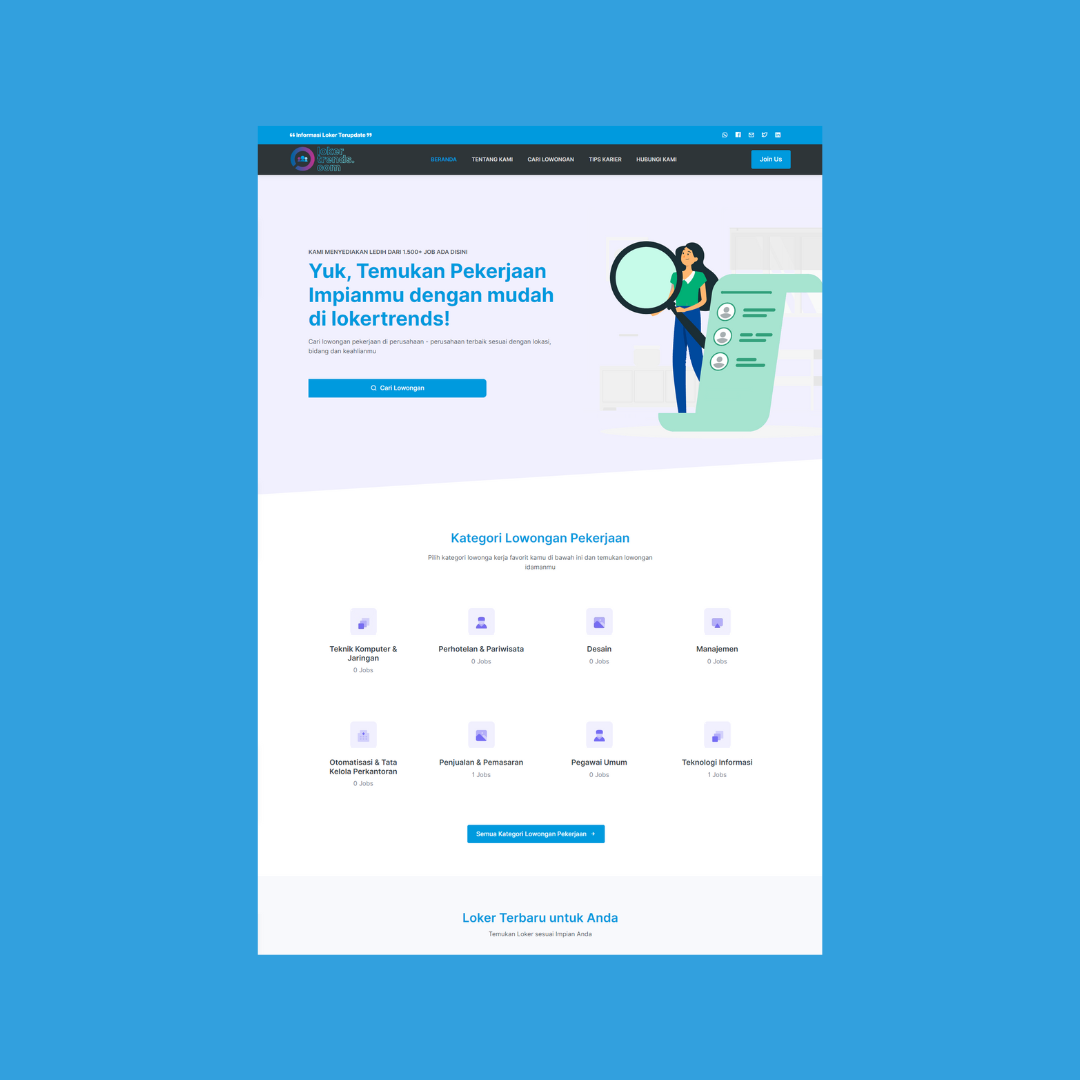 ❝ Informasi Loker Terupdate ❞
loker
trends.
com
BERANDA TENTANG KAMI CARI LOWONGAN TIPS KARIER HUBUNGI KAMI Join Us
KAMI MENYEDIAKAN LEDIH DARI 1,500+ JOB ADA DISINI
Yuk, Temukan Pekerjaan
Impianmu dengan mudah
di lokertrends!
Cari lowongan pekerjaan di perusahaan - perusahaan terbaik sesuai dengan lokasi,
bidang dan keahlianmu
Cari Lowongan
Kategori Lowongan Pekerjaan
Pilih kategori lowonga kerja favorit kamu di bawah ini dan temukan lowongan
idamanmu
Teknik Komputer &
Jaringan
0 Jobs
Perhotelan & Pariwisata
0 Jobs
Desain
0 Jobs
Manajemen
0 Jobs
Otomatisasi & Tata
Kelola Perkantoran
0 Jobs
Penjualan & Pemasaran
1 Jobs
Pegawai Umum
0 Jobs
Teknologi Informasi
1 Jobs
Semua Kategori Lowongan Pekerjaan +
Loker Terbaru untuk Anda
Temukan Loker sesuai Impian Anda